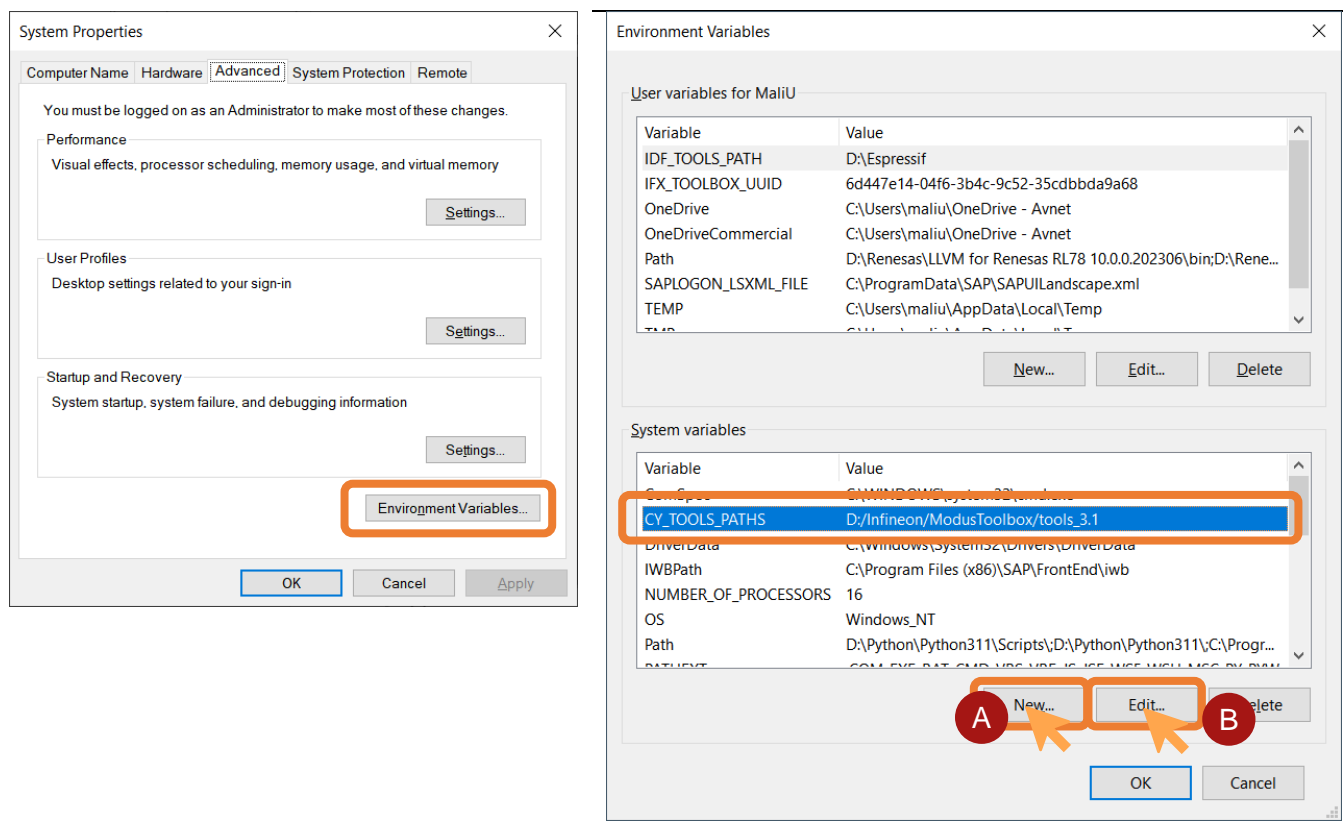 System Properties
Computer Name Hardware Advanced System Protection Remote
You must be logged on as an Administrator to make most of these changes.
Performance
Visual effects, processor scheduling, memory usage, and virtual memory
Settings...
User Profiles
Desktop settings related to your sign-in
Settings...
Startup and Recovery
System startup, system failure, and debugging information
Settings...
Environment Variables...
OK Cancel Apply
Environment Variables
User variables for MaliU
Variable Value
IDF_TOOLS_PATH D:\Espressif
IFX_TOOLBOX_UUID 6d447e14-04f6-3b4c-9c52-35cdbbda9a68
OneDrive C:\Users\maliu\OneDrive - Avnet
OneDriveCommercial C:\Users\maliu\OneDrive - Avnet
Path D:\Renesas\LLVM for Renesas RL78 10.0.0.202306\bin;D:\Rene...
SAPLOGON_LSXML_FILE C:\ProgramData\SAP\SAPUILandscape.xml
TEMP C:\Users\maliu\AppData\Local\Temp
New... Edit... Delete
System variables
Variable Value
ComSpec C:\WINDOWS\system32\cmd.exe
CY_TOOLS_PATHS D:/Infineon/ModusToolbox/tools_3.1
DriverData C:\Windows\System32\Drivers\DriverData
IWBPath C:\Program Files (x86)\SAP\FrontEnd\iwb
NUMBER_OF_PROCESSORS 16
OS Windows_NT
Path D:\Python\Python311\Scripts\;D:\Python\Python311\;C:\Progr...
A New... Edit... B elete
OK Cancel